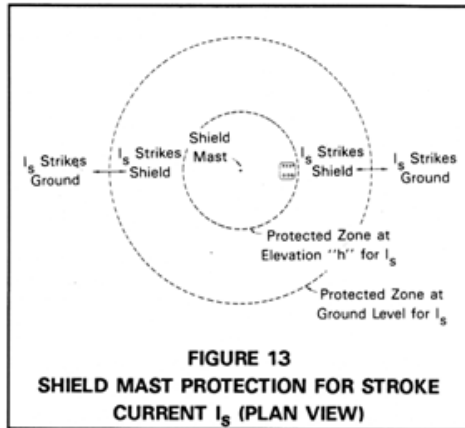 Shield
Mast
I_s Strikes
Ground
I_s Strikes
Shield
I_s Strikes
Shield
I_s Strikes
Ground
Protected Zone at
Elevation "h" for I_s
Protected Zone at
Ground Level for I_s
FIGURE 13
SHIELD MAST PROTECTION FOR STROKE
CURRENT I_s (PLAN VIEW)